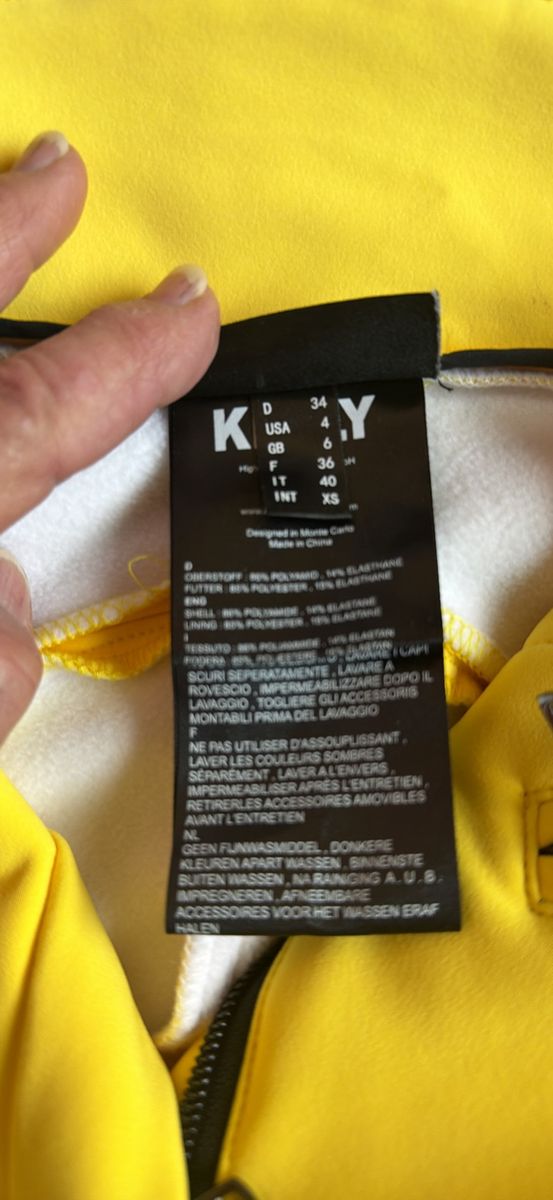 K Y
D 34
USA 4
GB 6
F 36
IT 40
INT XS
Designed in Monte Carlo
Made in China
D
OBERSTOFF : 86% POLYAMID , 14% ELASTHANE
FUTTER : 85% POLYESTER , 15% ELASTHANE
ENG
SHELL : 86% POLYAMIDE , 14% ELASTANE
LINING : 85% POLYESTER , 15% ELASTANE
I
TESSUTO : 86% POLIAMMIDE , 14% ELASTAN
LAVARE I CAPI
SCURI SEPERATAMENTE , LAVARE A
ROVESCIO , IMPERMEABILIZZARE DOPO IL
LAVAGGIO , TOGLIERE GLI ACCESSORIS
MONTABILI PRIMA DEL LAVAGGIO
F
NE PAS UTILISER D'ASSOUPLISSANT ,
LAVER LES COULEURS SOMBRES
SÉPARÉMENT , LAVER A L'ENVERS ,
IMPERMEABILISER APRÈS L'ENTRETIEN ,
RETIRERLES ACCESSOIRES AMOVIBLES
AVANT L'ENTRETIEN
NL
GEEN FIJNWASMIDDEL , DONKERE
KLEUREN APART WASSEN , BINNENSTE
BUITEN WASSEN , NA RAINIGING A . U . B .
IMPREGNEREN , AFNEEMBARE
ACCESSOIRES VOOR HET WASSEN ERAF
HALEN